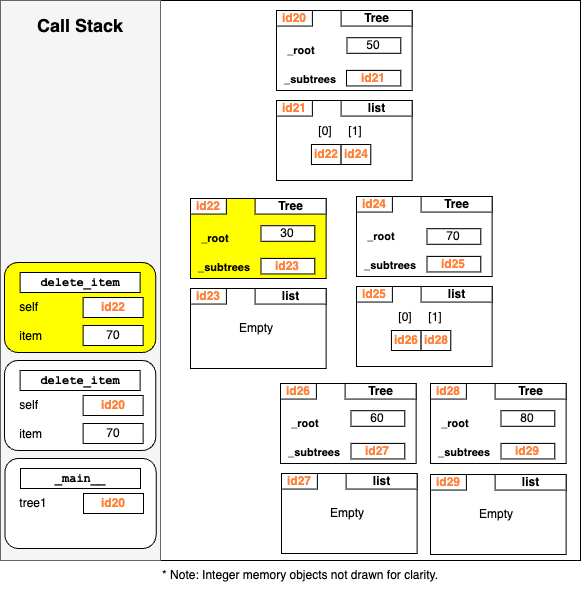 Call Stack
delete_item
self id22
item 70
delete_item
self id20
item 70
_main__
tree1 id20
id20 Tree
_root 50
_subtrees id21
id21 list
[0] [1]
id22 id24
id22 Tree
_root 30
_subtrees id23
id23 list
Empty
id24 Tree
_root 70
_subtrees id25
id25 list
[0] [1]
id26 id28
id26 Tree
_root 60
_subtrees id27
id27 list
Empty
id28 Tree
_root 80
_subtrees id29
id29 list
Empty
* Note: Integer memory objects not drawn for clarity.